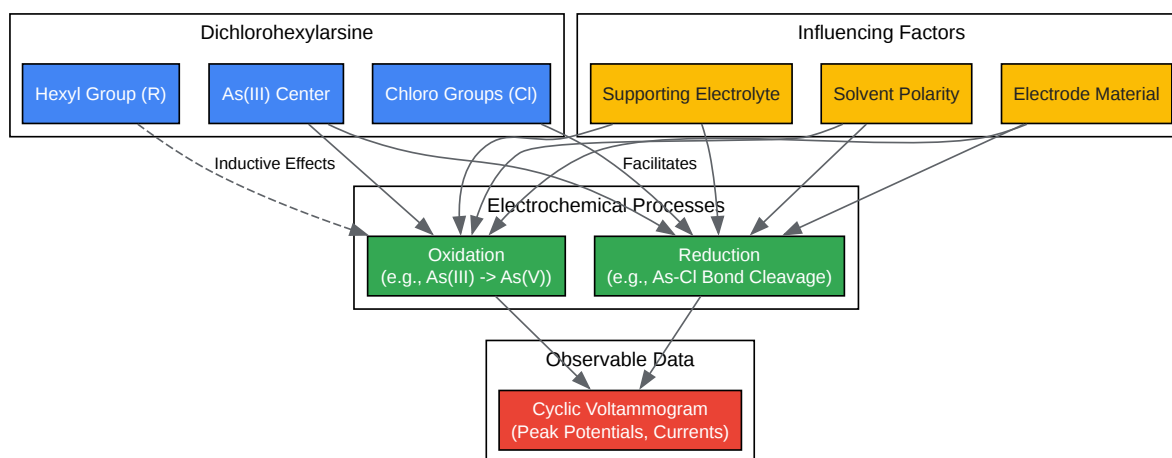 Dichlorohexylarsine
Influencing Factors
Hexyl Group (R)
As(III) Center
Chloro Groups (Cl)
Supporting Electrolyte
Solvent Polarity
Electrode Material
Inductive Effects
Facilitates
Electrochemical Processes
Oxidation
(e.g., As(III) -> As(V))
Reduction
(e.g., As-Cl Bond Cleavage)
Observable Data
Cyclic Voltammogram
(Peak Potentials, Currents)